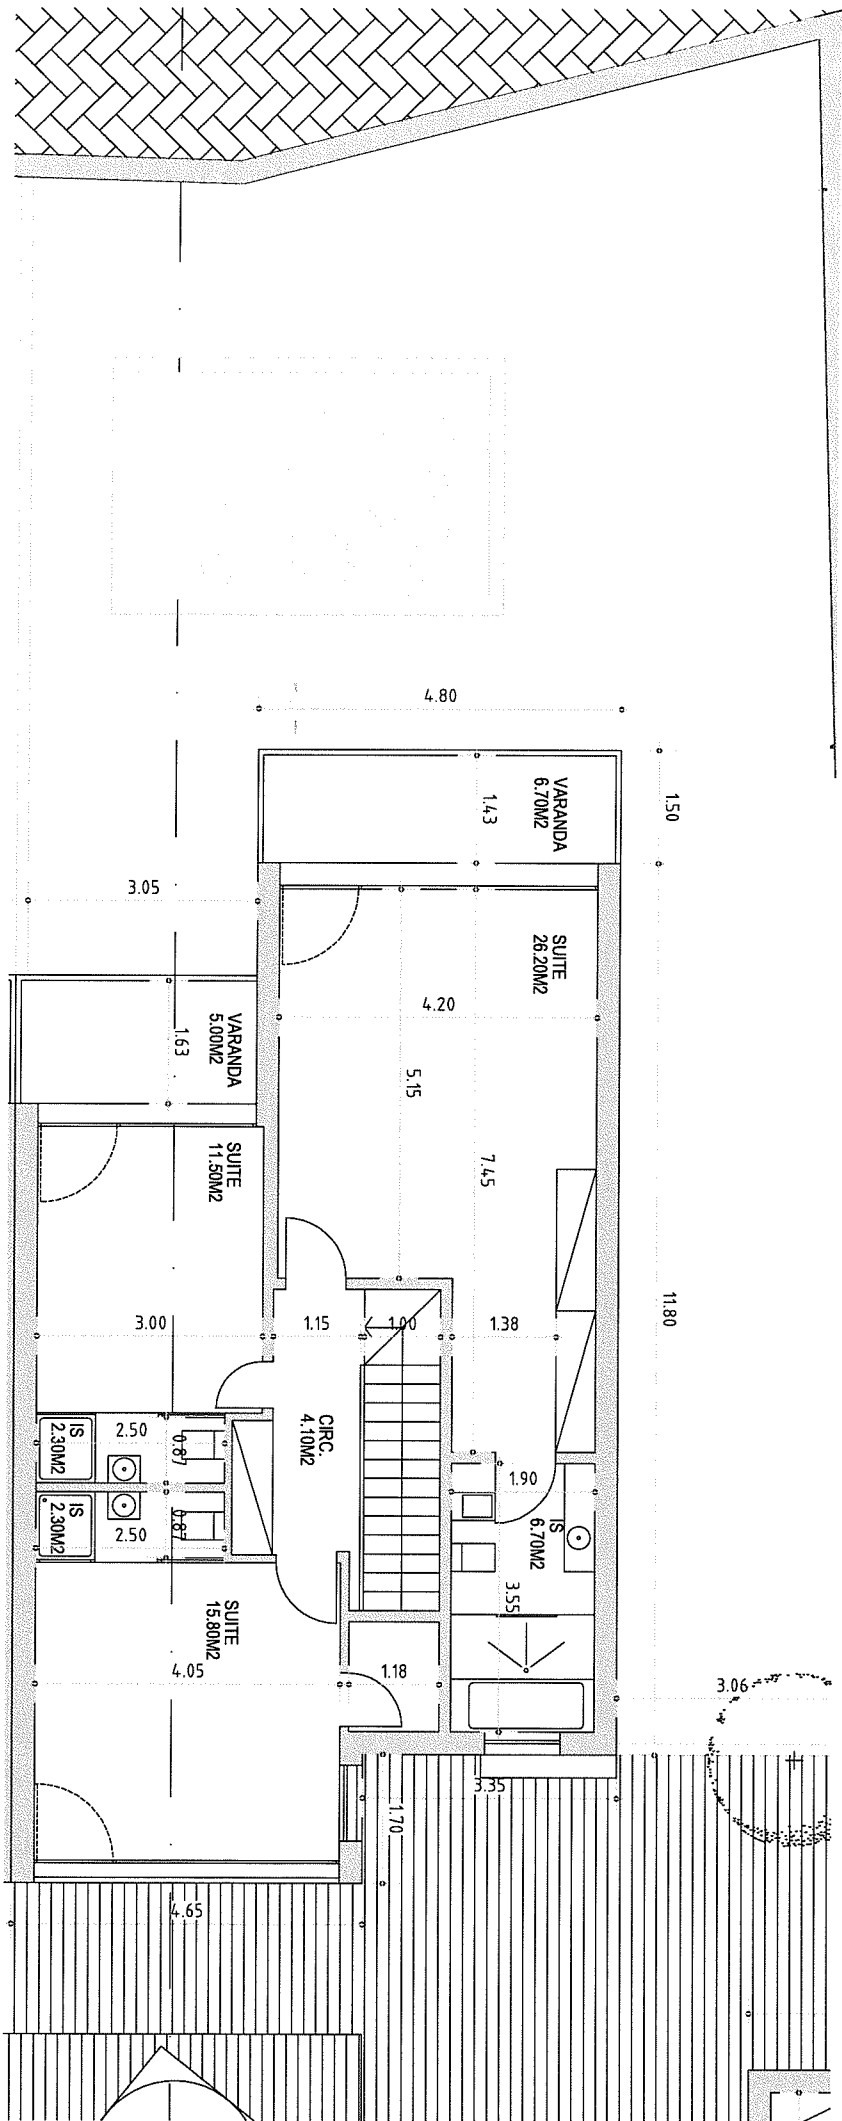 4.80
VARANDA
6.70M2
1.43
1.50
3.05
SUITE
26.20M2
4.20
VARANDA
5.00M2
1.63
5.15
7.45
SUITE
11.50M2
11.80
3.00
1.15
1.00
1.38
CIRC.
4.10M2
IS
2.30M2
2.50
0.87
1.90
IS
6.70M2
IS
2.30M2
2.50
0.87
3.55
SUITE
15.80M2
4.05
1.18
3.06
3.35
1.70
4.65